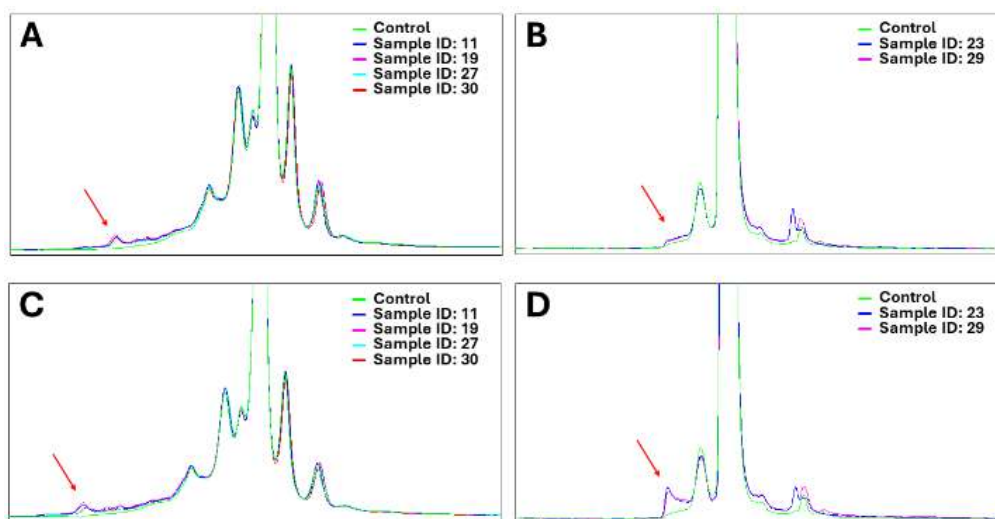 A
Control
Sample ID: 11
Sample ID: 19
Sample ID: 27
Sample ID: 30
B
Control
Sample ID: 23
Sample ID: 29
C
Control
Sample ID: 11
Sample ID: 19
Sample ID: 27
Sample ID: 30
D
Control
Sample ID: 23
Sample ID: 29